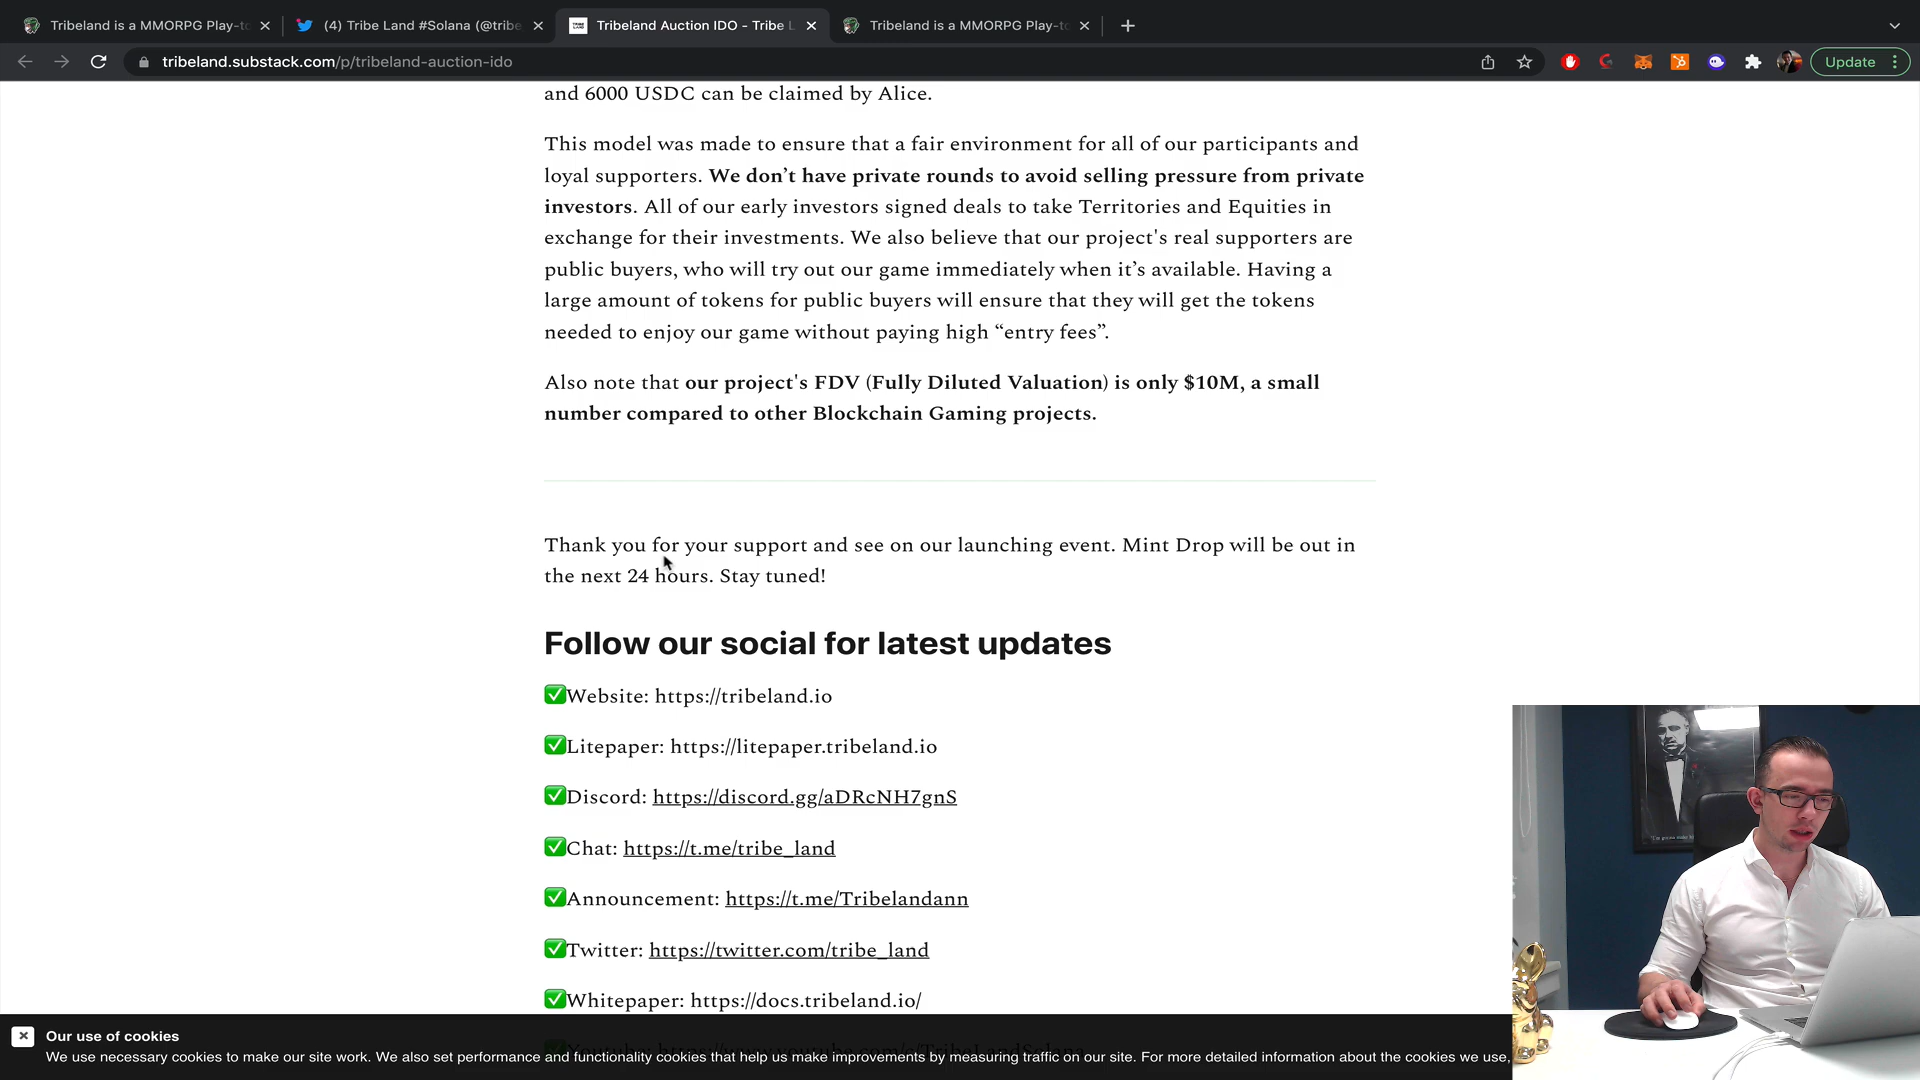 Tribeland is a MMORPG Play-to
(4) Tribe Land #Solana (@tribe
Tribeland Auction IDO - Tribe L
Tribeland is a MMORPG Play-to
tribeland.substack.com/p/tribeland-auction-ido
Update
and 6000 USDC can be claimed by Alice.
This model was made to ensure that a fair environment for all of our participants and
loyal supporters. We don’t have private rounds to avoid selling pressure from private
investors. All of our early investors signed deals to take Territories and Equities in
exchange for their investments. We also believe that our project's real supporters are
public buyers, who will try out our game immediately when it’s available. Having a
large amount of tokens for public buyers will ensure that they will get the tokens
needed to enjoy our game without paying high “entry fees”.
Also note that our project's FDV (Fully Diluted Valuation) is only $10M, a small
number compared to other Blockchain Gaming projects.
Thank you for your support and see on our launching event. Mint Drop will be out in
the next 24 hours. Stay tuned!
Follow our social for latest updates
✅Website: https://tribeland.io
✅Litepaper: https://litepaper.tribeland.io
✅Discord: https://discord.gg/aDRcNH7gnS
✅Chat: https://t.me/tribe_land
✅Announcement: https://t.me/Tribelandann
✅Twitter: https://twitter.com/tribe_land
✅Whitepaper: https://docs.tribeland.io/
Our use of cookies
We use necessary cookies to make our site work. We also set performance and functionality cookies that help us make improvements by measuring traffic on our site. For more detailed information about the cookies we use,